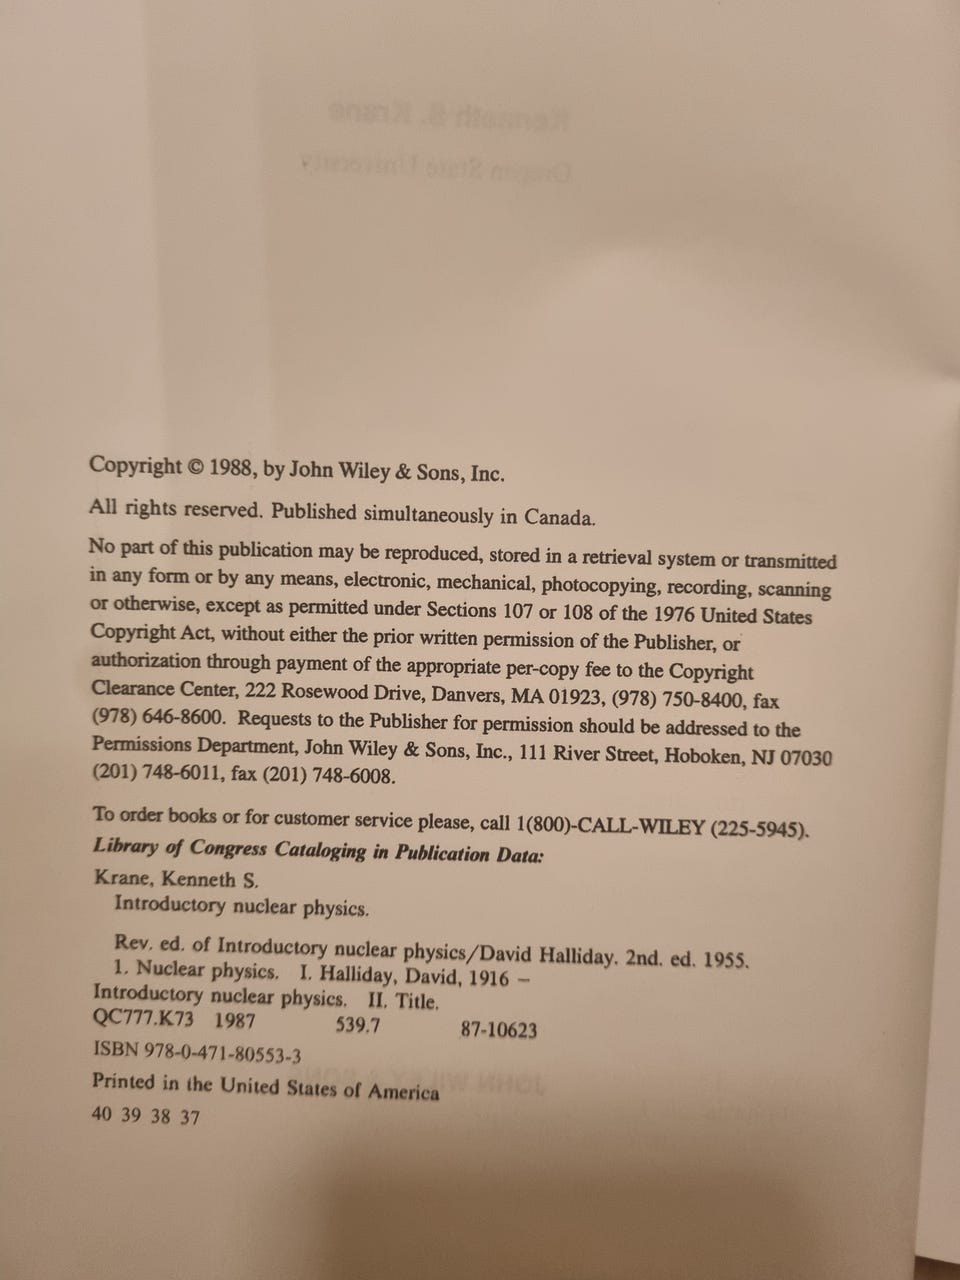 Kenneth S. Krane
Oregon State University
Copyright © 1988, by John Wiley & Sons, Inc.
All rights reserved. Published simultaneously in Canada.
No part of this publication may be reproduced, stored in a retrieval system or transmitted
in any form or by any means, electronic, mechanical, photocopying, recording, scanning
or otherwise, except as permitted under Sections 107 or 108 of the 1976 United States
Copyright Act, without either the prior written permission of the Publisher, or
authorization through payment of the appropriate per-copy fee to the Copyright
Clearance Center, 222 Rosewood Drive, Danvers, MA 01923, (978) 750-8400, fax
(978) 646-8600. Requests to the Publisher for permission should be addressed to the
Permissions Department, John Wiley & Sons, Inc., 111 River Street, Hoboken, NJ 07030
(201) 748-6011, fax (201) 748-6008.
To order books or for customer service please, call 1(800)-CALL-WILEY (225-5945).
Library of Congress Cataloging in Publication Data:
Krane, Kenneth S.
Introductory nuclear physics.
Rev. ed. of Introductory nuclear physics/David Halliday. 2nd. ed. 1955.
1. Nuclear physics. I. Halliday, David, 1916 –
Introductory nuclear physics. II. Title.
QC777.K73 1987 539.7 87-10623
ISBN 978-0-471-80553-3
JOHN WILEY & SONS
Printed in the United States of America
40 39 38 37